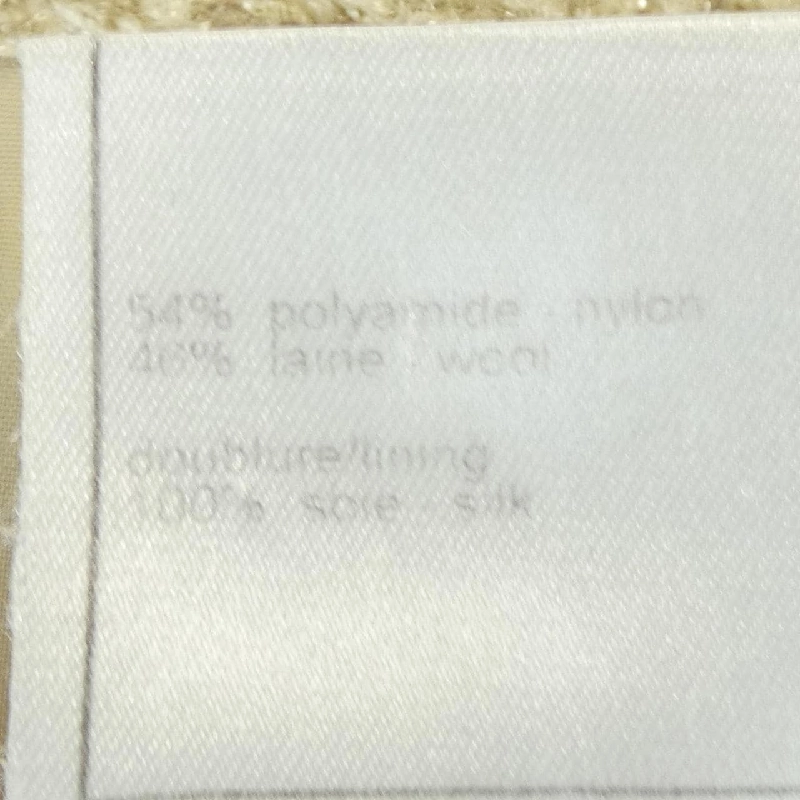 54% polyamide - nylon
46% laine - wool
doublure/lining
100% soie - silk